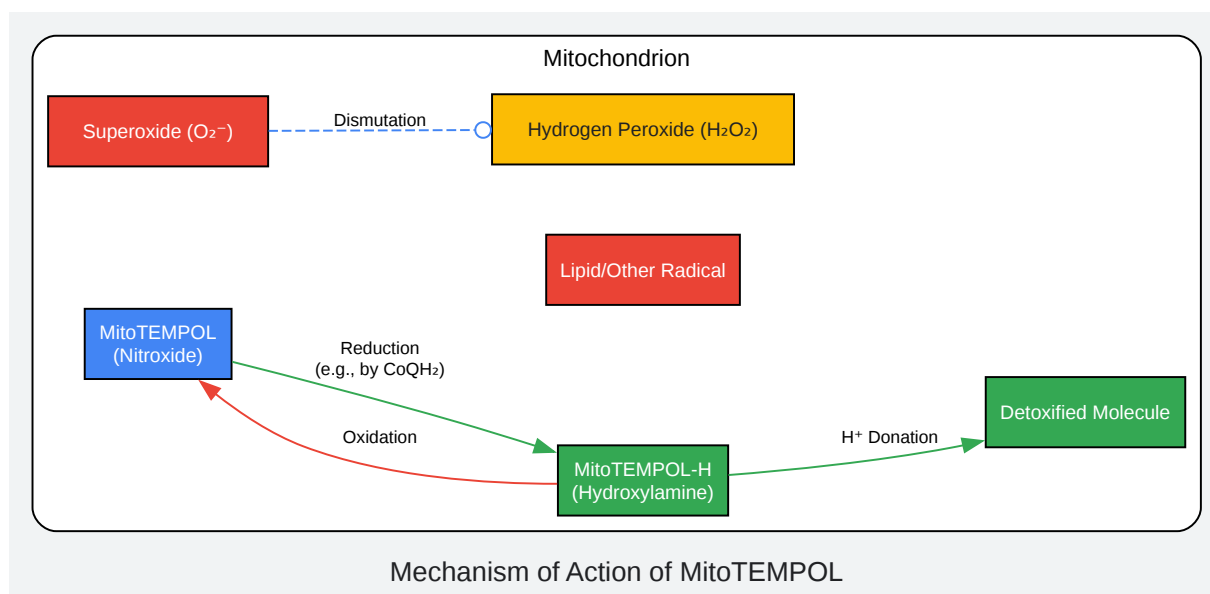 Mitochondrion
Superoxide (O₂⁻)
Dismutation
Hydrogen Peroxide (H₂O₂)
Lipid/Other Radical
MitoTEMPOL
(Nitroxide)
Reduction
(e.g., by CoQH₂)
Oxidation
MitoTEMPOL-H
(Hydroxylamine)
H⁺ Donation
Detoxified Molecule
Mechanism of Action of MitoTEMPOL